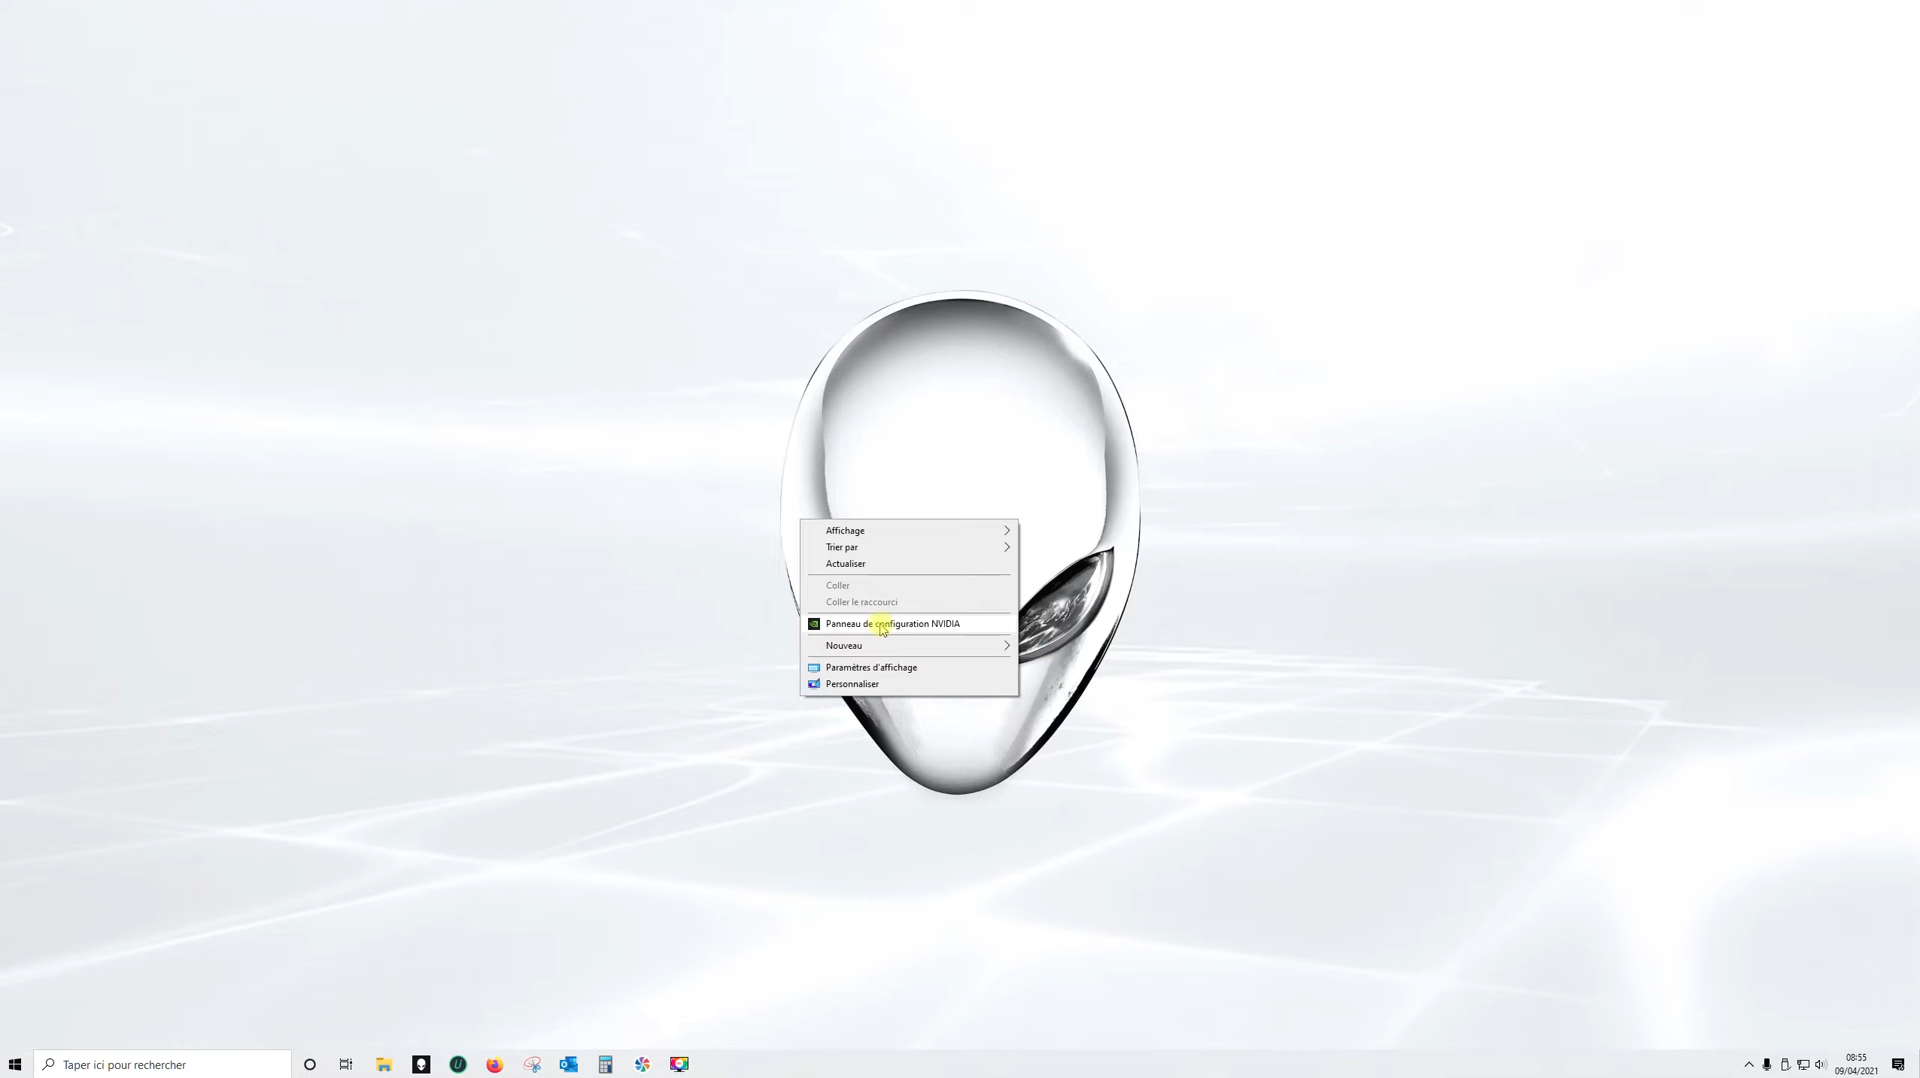 Affichage
Trier par
Actualiser
Coller
Coller le raccourci
Panneau de configuration NVIDIA
Nouveau
Paramètres d'affichage
Personnaliser
Taper ici pour rechercher
08:55
09/04/2021